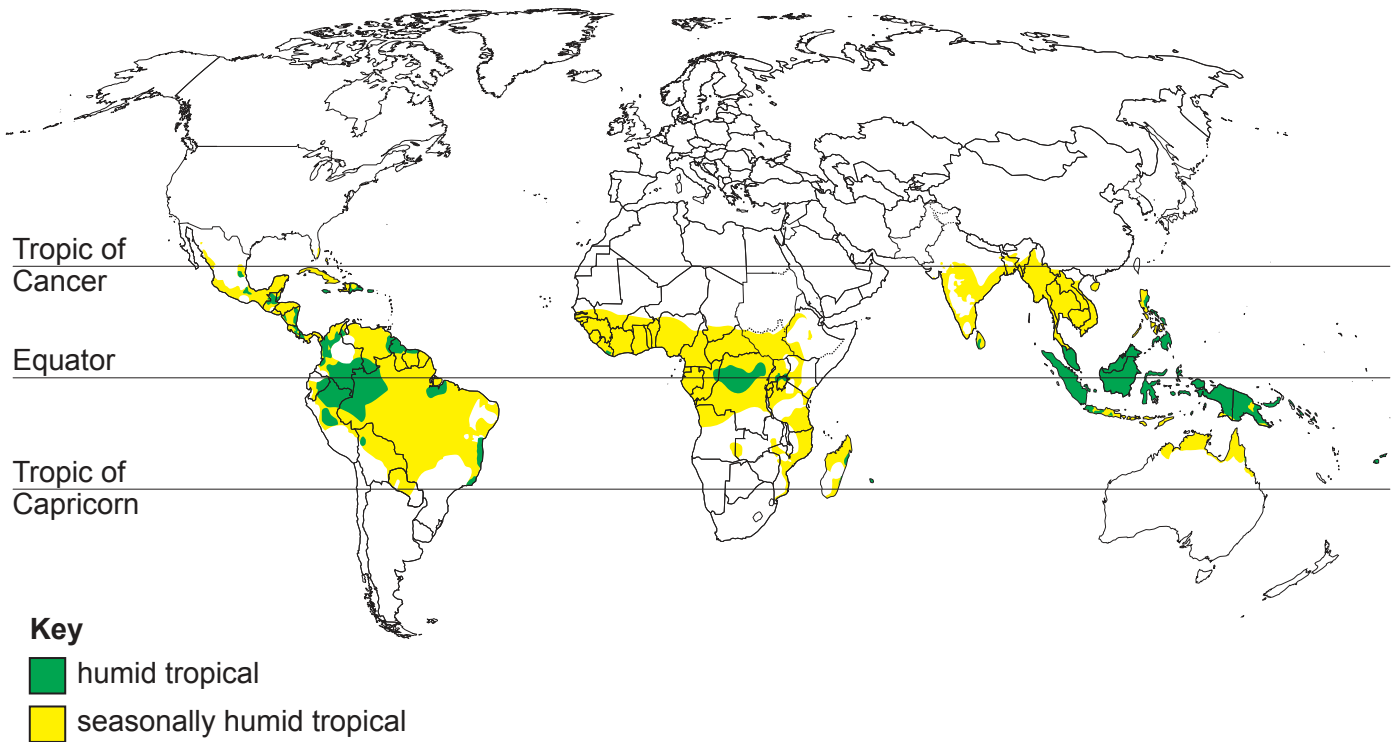 Tropic of
Cancer
Equator
Tropic of
Capricorn
Key
humid tropical
seasonally humid tropical